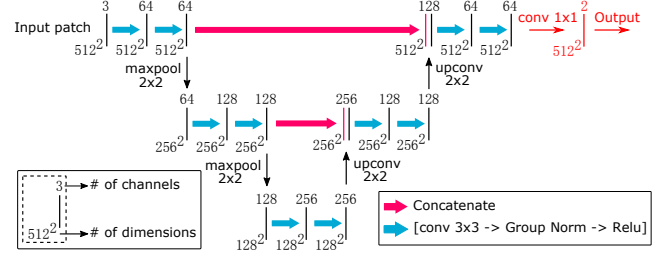 3 64 64 128 64 64 conv 1x1 2 Output
Input patch
512² 512² 512² 512² 512² 512² 512²
maxpool
2x2
upconv
2x2
64 128 128 256 128 128
256² 256² 256² 256² 256² 256²
maxpool
2x2
upconv
2x2
128 256 256
128² 128² 128²
3 # of channels
512² # of dimensions
Concatenate
[conv 3x3 -> Group Norm -> Relu]